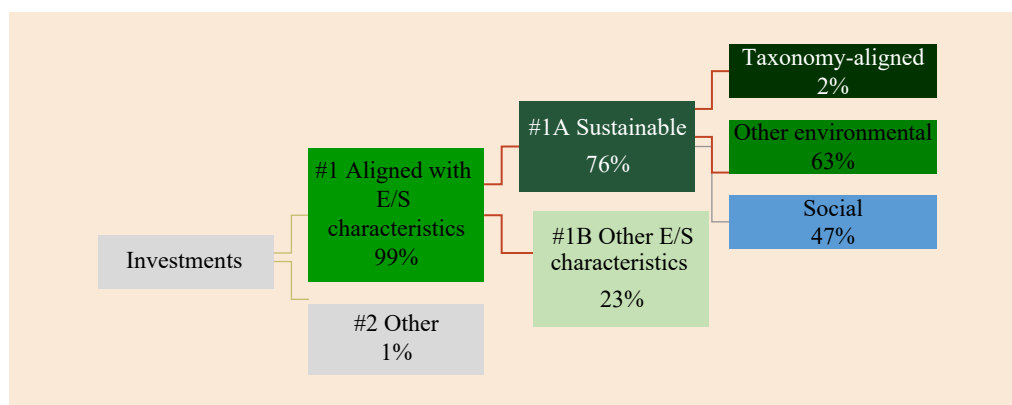 Investments
#1 Aligned with
E/S
characteristics
99%
#2 Other
1%
#1A Sustainable
76%
#1B Other E/S
characteristics
23%
Taxonomy-aligned
2%
Other environmental
63%
Social
47%